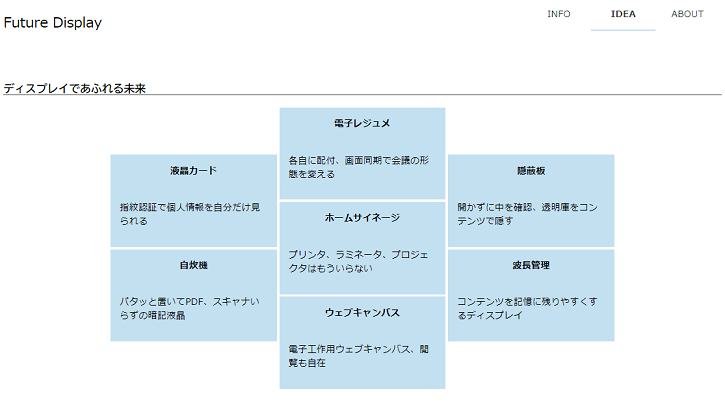 Future Display
INFO
IDEA
ABOUT
ディスプレイであふれる未来
液晶カード
指紋認証で個人情報を自分だけ見
られる
自炊機
パタッと置いてPDF、スキャナい
らずの暗記液晶
電子レジュメ
各自に配付、画面同期で会議の形
態を変える
ホームサイネージ
プリンタ、ラミネータ、プロジェ
クタはもういらない
ウェブキャンバス
電子工作用ウェブキャンバス、閲
覧も自在
隠蔽板
開かずに中を確認、透明庫をコン
テンツで隠す
波長管理
コンテンツを記憶に残りやすくす
るディスプレイ